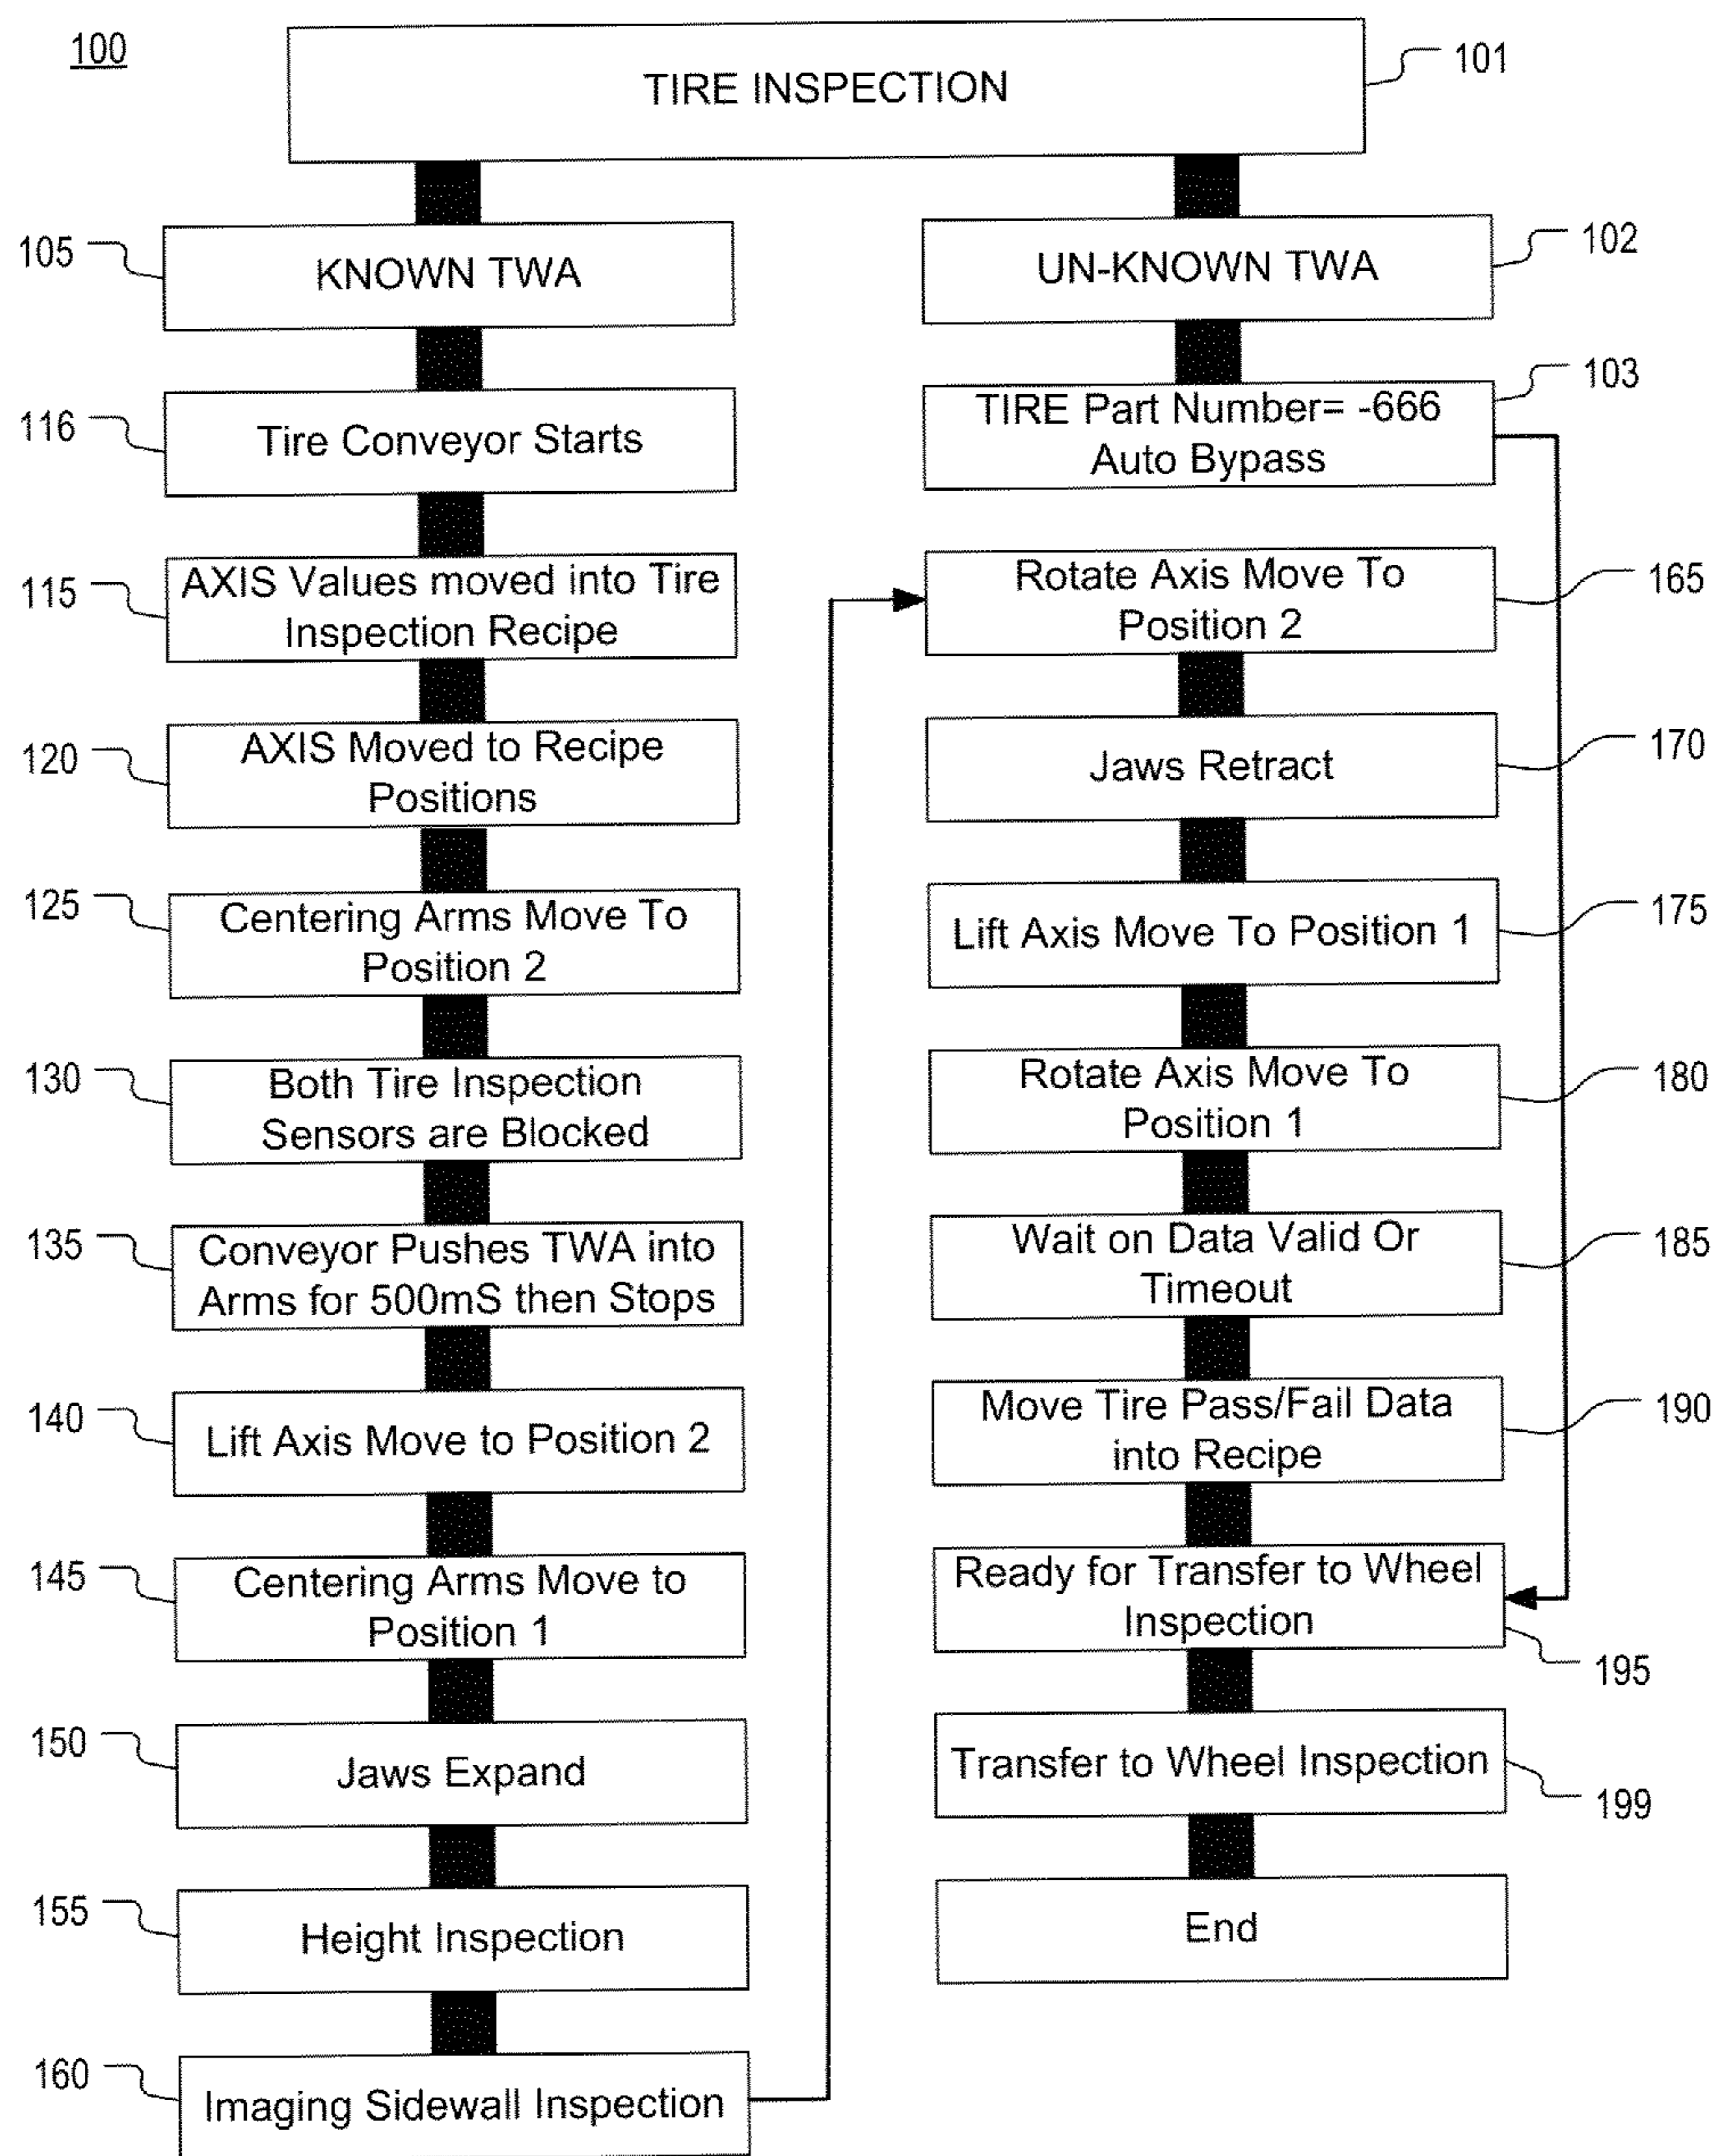 100
TIRE INSPECTION
101
105
KNOWN TWA
116
Tire Conveyor Starts
115
AXIS Values moved into Tire
Inspection Recipe
120
AXIS Moved to Recipe
Positions
125
Centering Arms Move To
Position 2
130
Both Tire Inspection
Sensors are Blocked
135
Conveyor Pushes TWA into
Arms for 500mS then Stops
140
Lift Axis Move to Position 2
145
Centering Arms Move to
Position 1
150
Jaws Expand
155
Height Inspection
160
Imaging Sidewall Inspection
UN-KNOWN TWA
102
TIRE Part Number= -666
Auto Bypass
103
Rotate Axis Move To
Position 2
165
Jaws Retract
170
Lift Axis Move To Position 1
175
Rotate Axis Move To
Position 1
180
Wait on Data Valid Or
Timeout
185
Move Tire Pass/Fail Data
into Recipe
190
Ready for Transfer to Wheel
Inspection
195
Transfer to Wheel Inspection
199
End